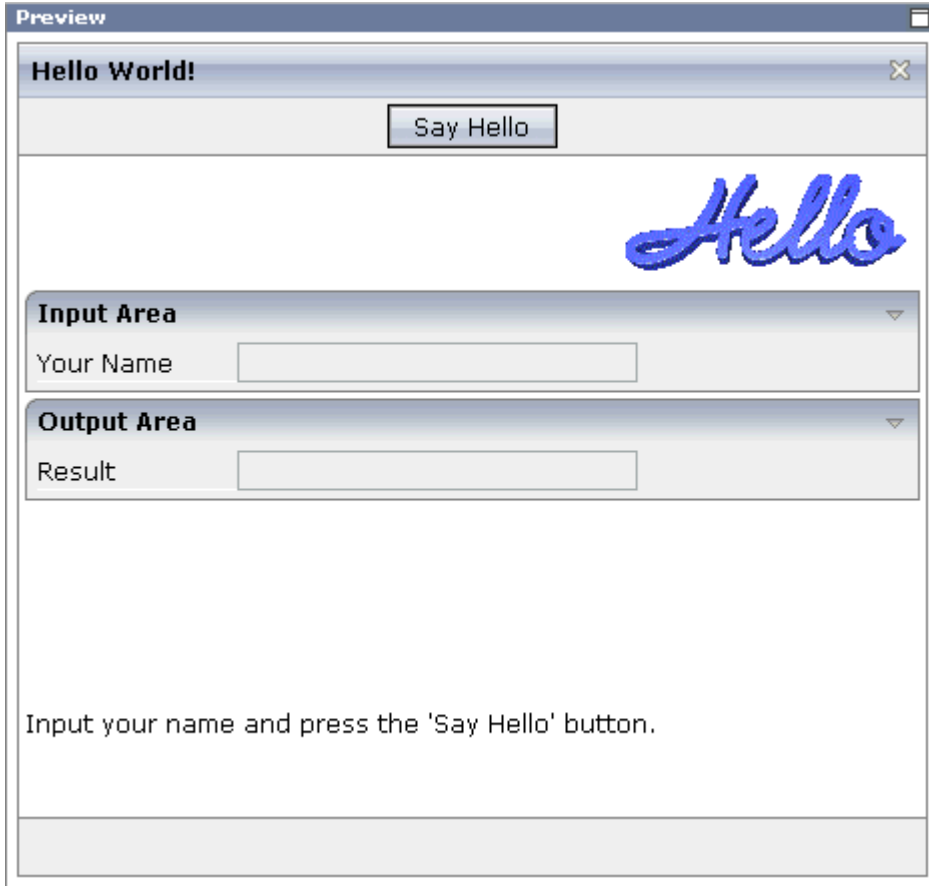 Preview
Hello World!
Say Hello
Hello
Input Area
Your Name
Output Area
Result
Input your name and press the 'Say Hello' button.